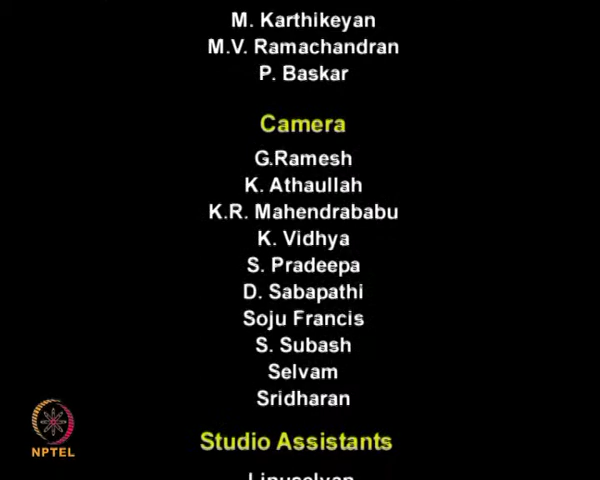 M. Karthikeyan
M.V. Ramachandran
P. Baskar
Camera
G.Ramesh
K. Athaullah
K.R. Mahendrababu
K. Vidhya
S. Pradeepa
D. Sabapathi
Soju Francis
S. Subash
Selvam
Sridharan
NPTEL
Studio Assistants